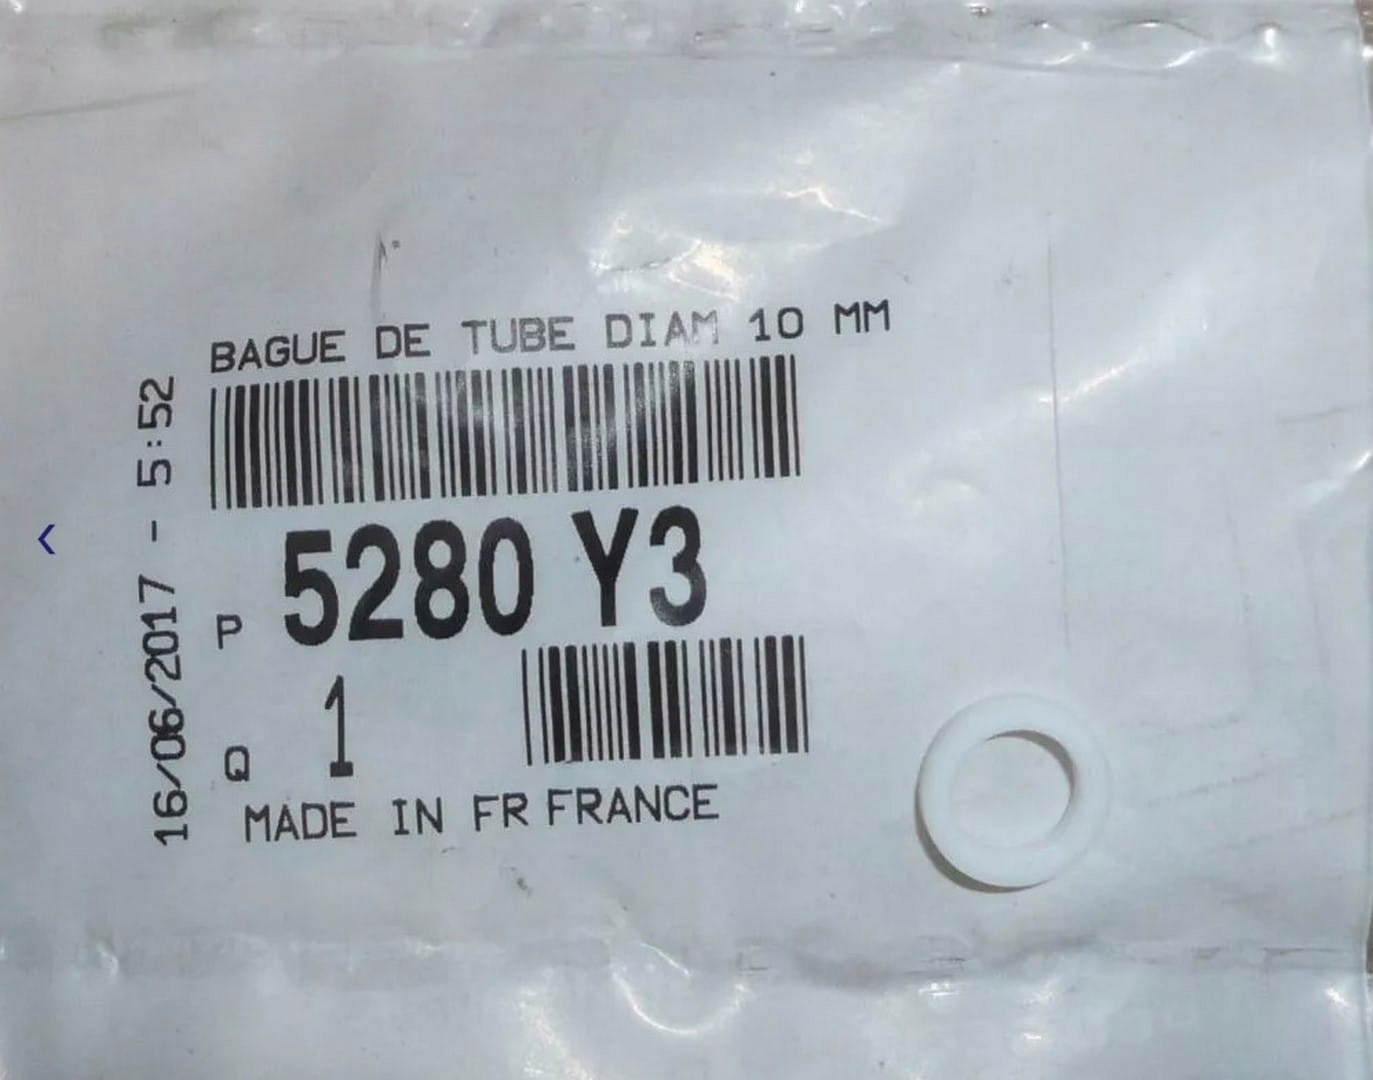 BAGUE DE TUBE DIAM 10 MM
16/06/2017 - 5:52
P 5280 Y3
Q 1
MADE IN FR FRANCE